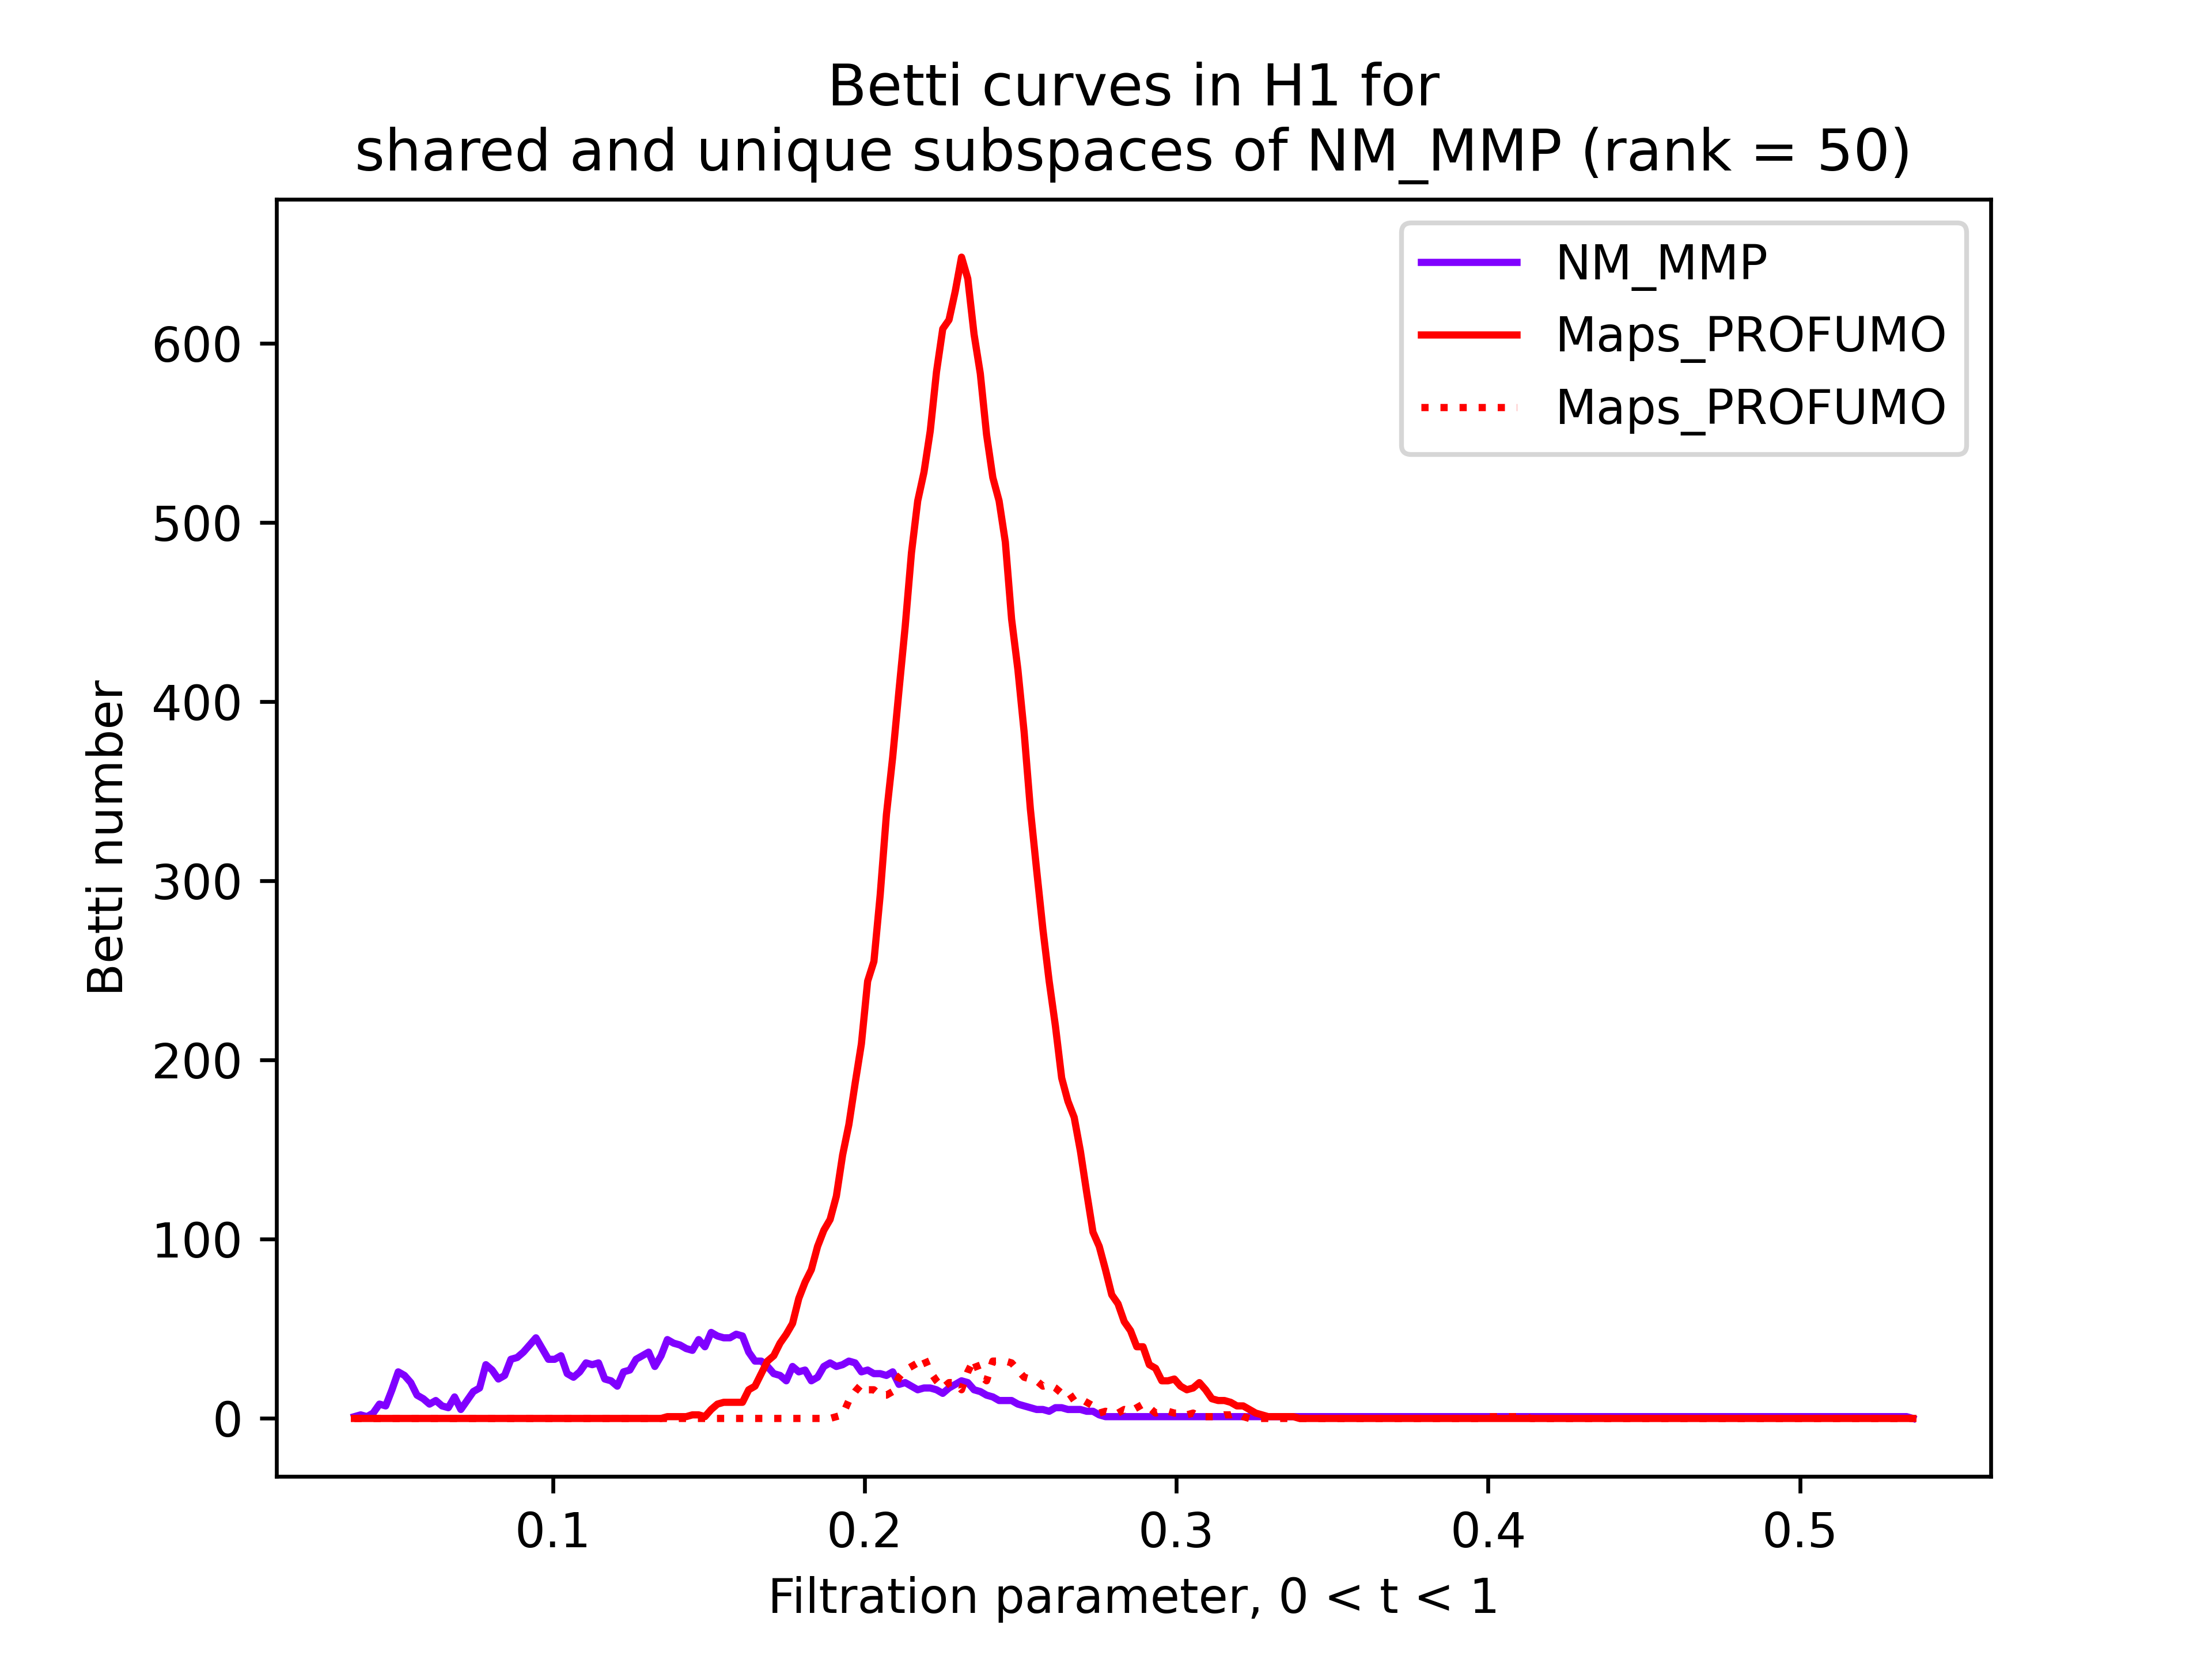 Betti curves in H1 for
shared and unique subspaces of NM_MMP (rank = 50)
NM_MMP
Maps_PROFUMO
Maps_PROFUMO
600
500
400
300
200
100
0
Betti number
0.1 0.2 0.3 0.4 0.5
Filtration parameter, 0 < t < 1